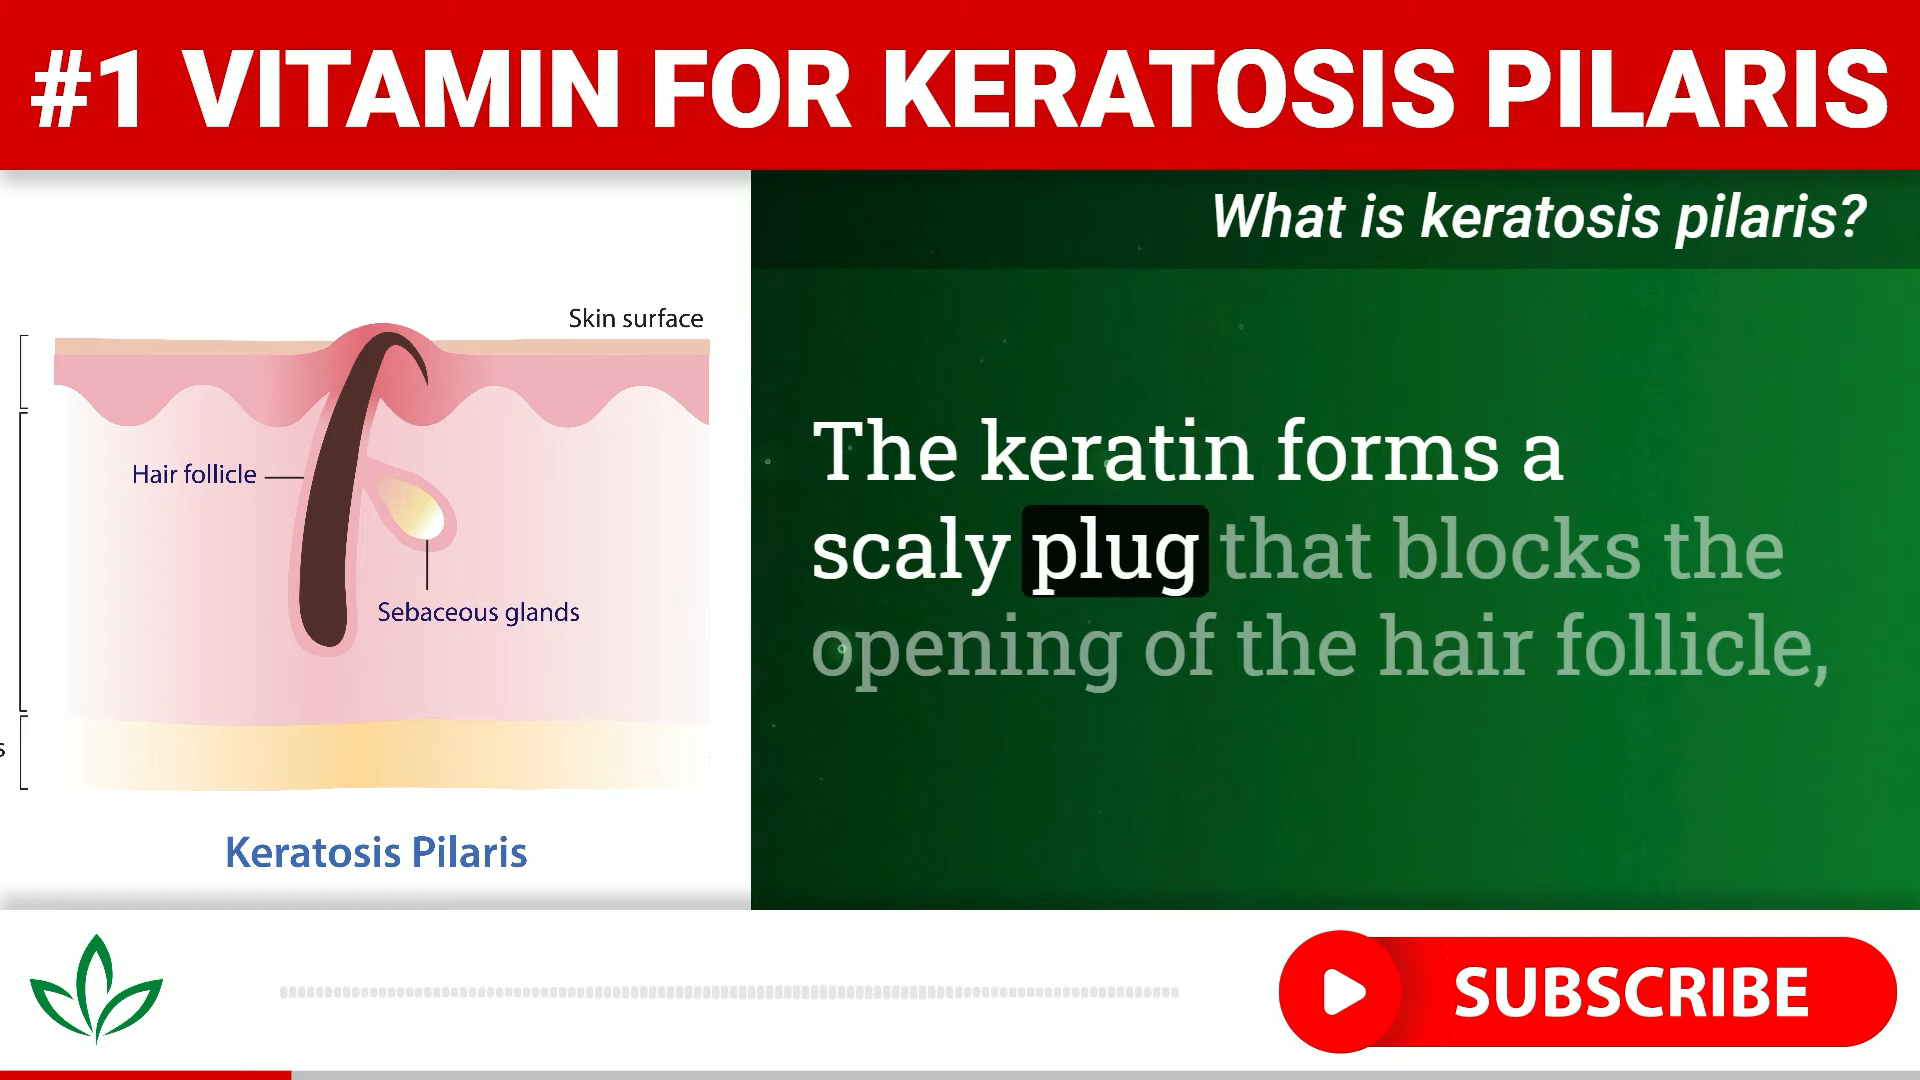 #1 VITAMIN FOR KERATOSIS PILARIS
What is keratosis pilaris?
Skin surface
Hair follicle
Sebaceous glands
s
Keratosis Pilaris
The keratin forms a
scaly plug that blocks the
opening of the hair follicle,
SUBSCRIBE